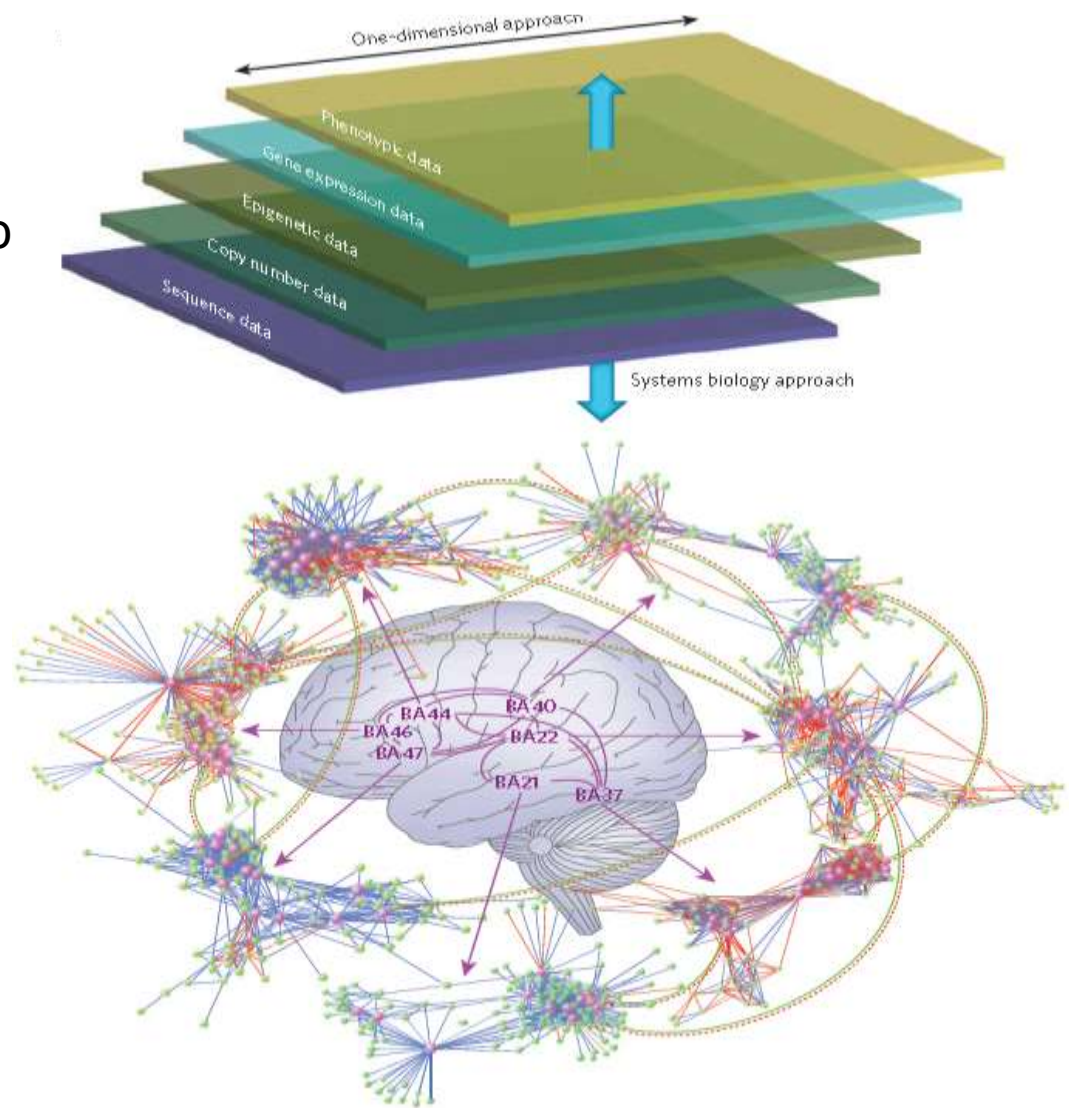 One-dimensional approach
Phenotypic data
Gene expression data
Epigenetic data
Copy number data
Sequence data
Systems biology approach
BA44
BA40
BA46
BA22
BA47
BA21
BA37